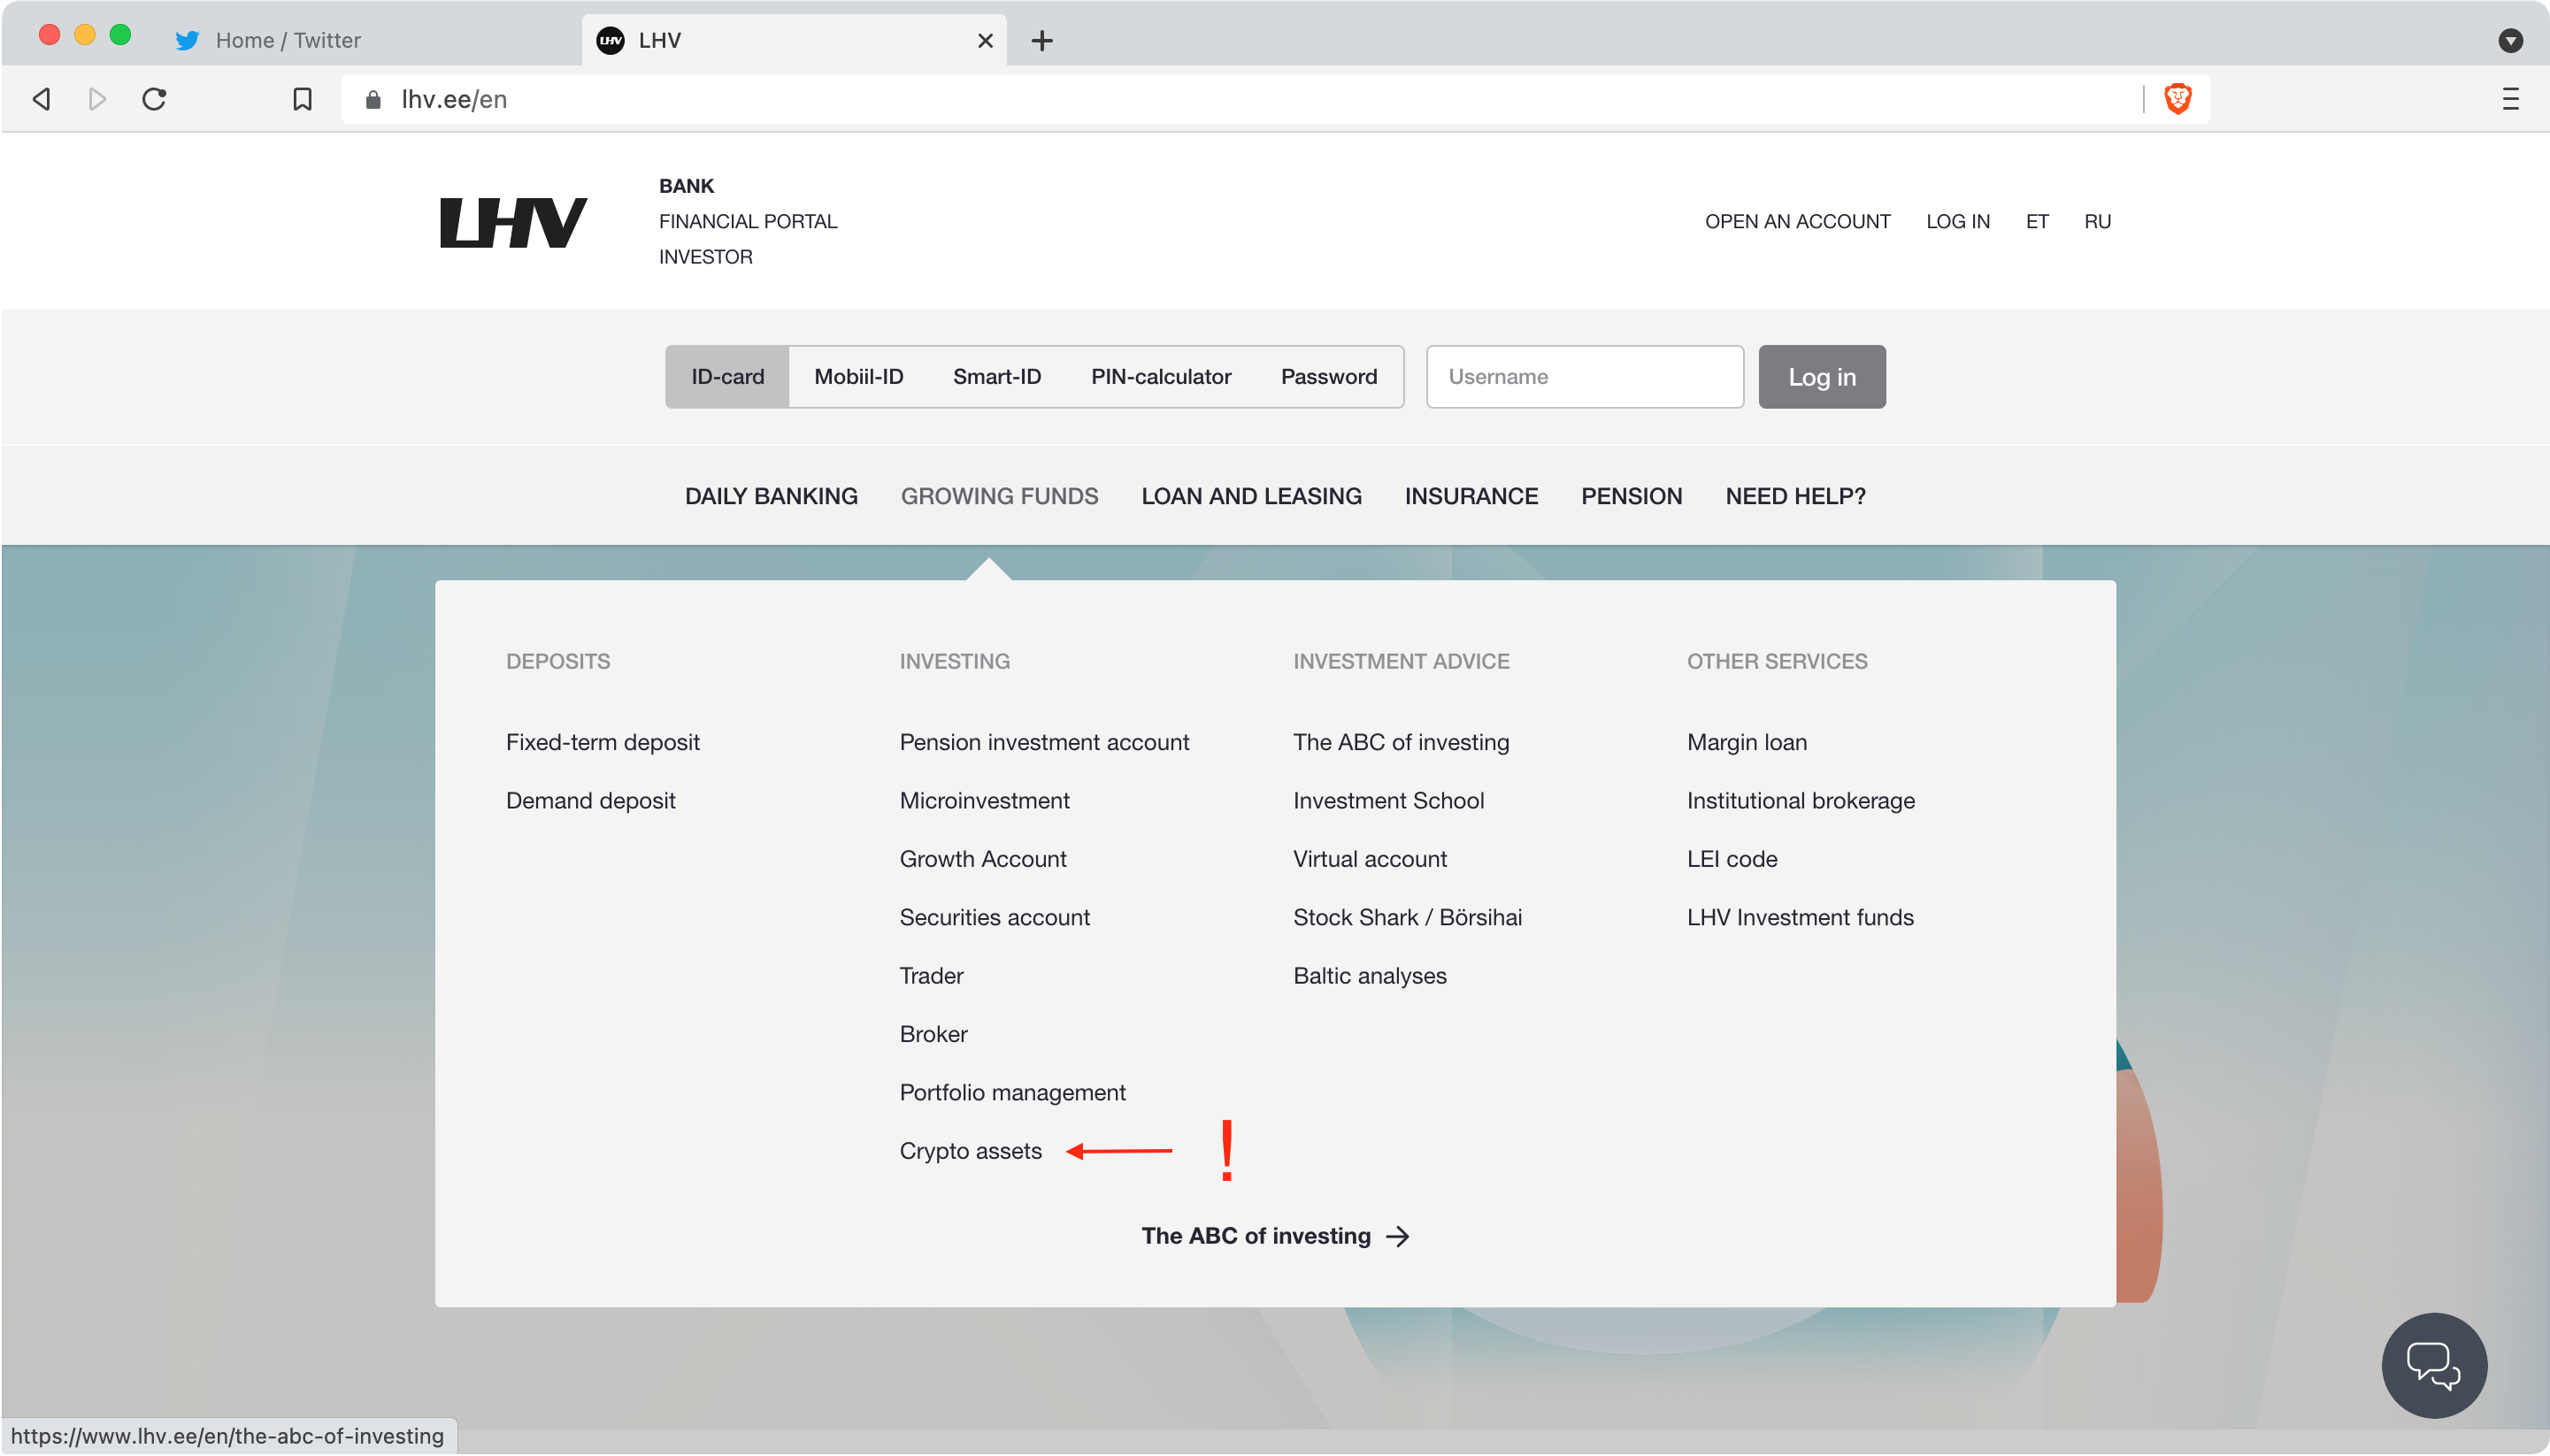 Home / Twitter
LHV
lhv.ee/en
LHV
BANK
FINANCIAL PORTAL
INVESTOR
OPEN AN ACCOUNT
LOG IN
ET
RU
ID-card
Mobiil-ID
Smart-ID
PIN-calculator
Password
Username
Log in
DAILY BANKING
GROWING FUNDS
LOAN AND LEASING
INSURANCE
PENSION
NEED HELP?
DEPOSITS
Fixed-term deposit
Demand deposit
INVESTING
Pension investment account
Microinvestment
Growth Account
Securities account
Trader
Broker
Portfolio management
Crypto assets
!
INVESTMENT ADVICE
The ABC of investing
Investment School
Virtual account
Stock Shark / Börsihai
Baltic analyses
OTHER SERVICES
Margin loan
Institutional brokerage
LEI code
LHV Investment funds
The ABC of investing
https://www.lhv.ee/en/the-abc-of-investing